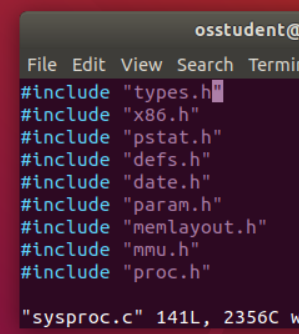 osstudent@
File Edit View Search Termi
#include "types.h"
#include "x86.h"
#include "pstat.h"
#include "defs.h"
#include "date.h"
#include "param.h"
#include "memlayout.h"
#include "mmu.h"
#include "proc.h"
"sysproc.c" 141L, 2356C w